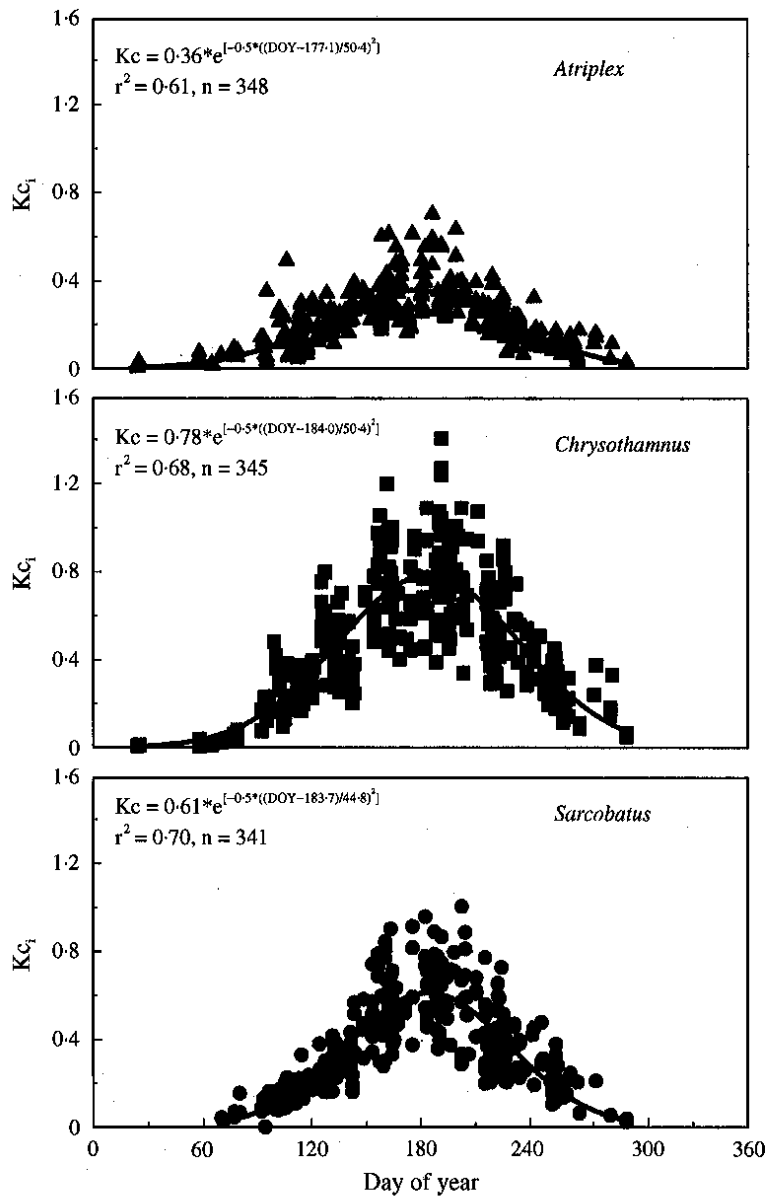 1·6
Kc = 0·36*e[−0·5*((DOY−177·1)/50·4)²]
r² = 0·61, n = 348
Atriplex
1·2
0·8
Kcᵢ
0·4
0
1·6
Kc = 0·78*e[−0·5*((DOY−184·0)/50·4)²]
r² = 0·68, n = 345
Chrysothamnus
1·2
0·8
Kcᵢ
0·4
0
1·6
Kc = 0·61*e[−0·5*((DOY−183·7)/44·8)²]
r² = 0·70, n = 341
Sarcobatus
1·2
0·8
Kcᵢ
0·4
0
0 60 120 180 240 300 360
Day of year